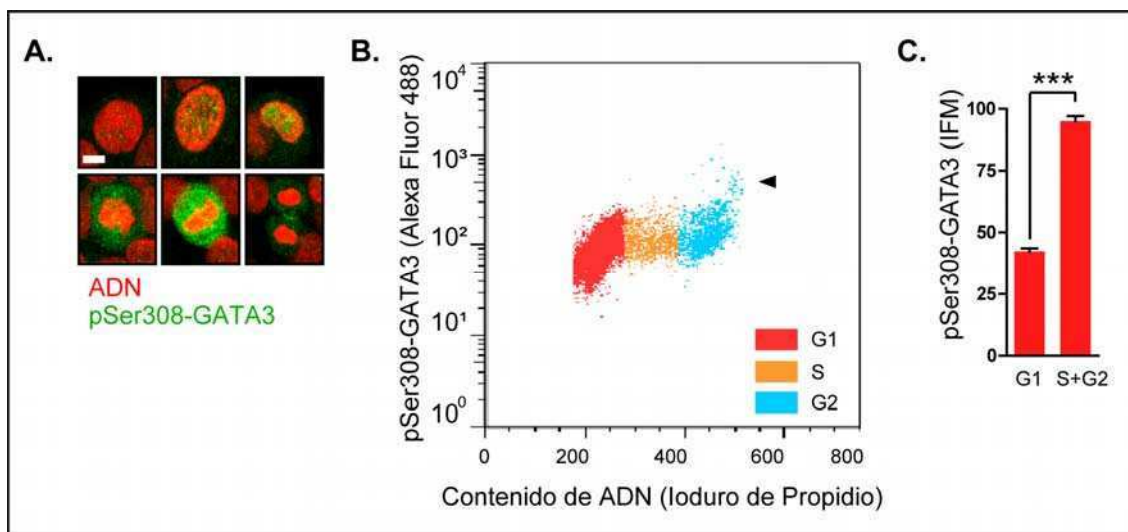 A.
ADN
pSer308-GATA3
B.
pSer308-GATA3 (Alexa Fluor 488)
10⁴
10³
10²
10¹
10⁰
0 200 400 600 800
Contenido de ADN (Ioduro de Propidio)
G1
S
G2
C.
pSer308-GATA3 (IFM)
***
100
75
50
25
0
G1 S+G2